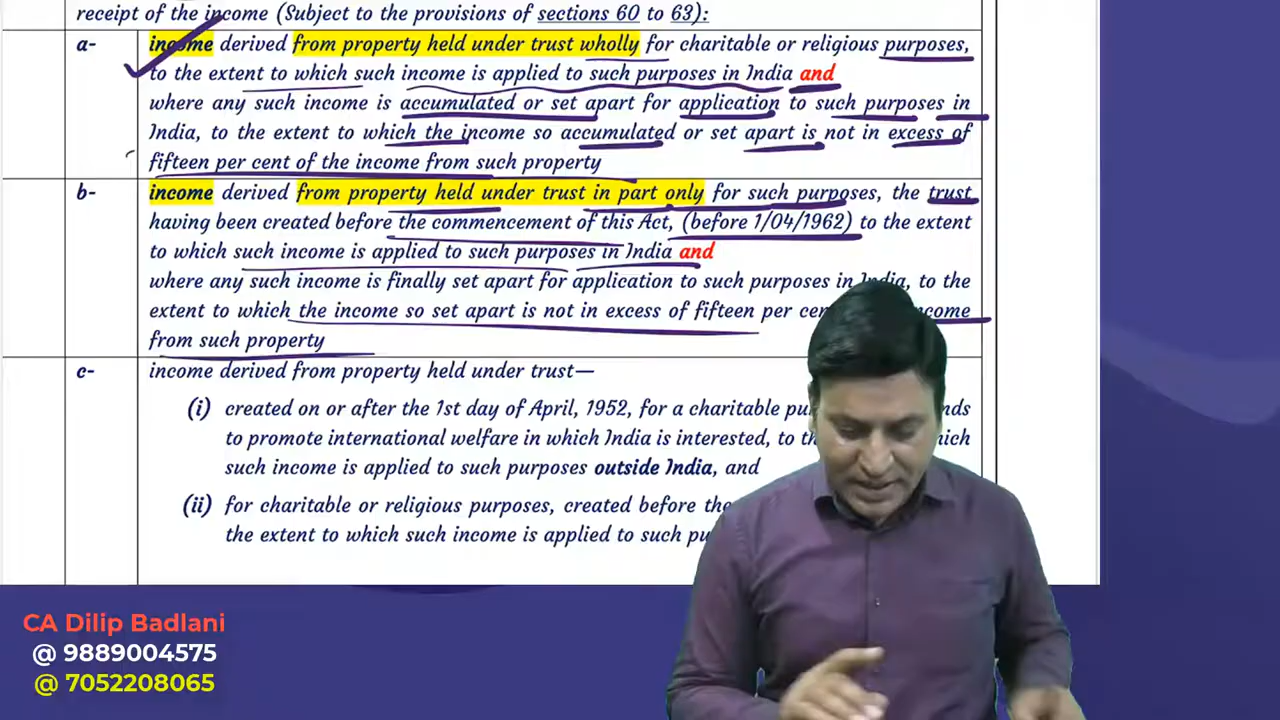 receipt of the income (Subject to the provisions of sections 60 to 63):
a- income derived from property held under trust wholly for charitable or religious purposes,
to the extent to which such income is applied to such purposes in India and
where any such income is accumulated or set apart for application to such purposes in
India, to the extent to which the income so accumulated or set apart is not in excess of
fifteen per cent of the income from such property
b- income derived from property held under trust in part only for such purposes, the trust
having been created before the commencement of this Act, (before 1/04/1962) to the extent
to which such income is applied to such purposes in India and
where any such income is finally set apart for application to such purposes in India, to the
extent to which the income so set apart is not in excess of fifteen per income
from such property
c- income derived from property held under trust—
(i) created on or after the 1st day of April, 1952, for a charitable
to promote international welfare in which India is interested, to
such income is applied to such purposes outside India, and
(ii) for charitable or religious purposes, created before
the extent to which such income is applied to such
CA Dilip Badlani
@ 9889004575
@ 7052208065